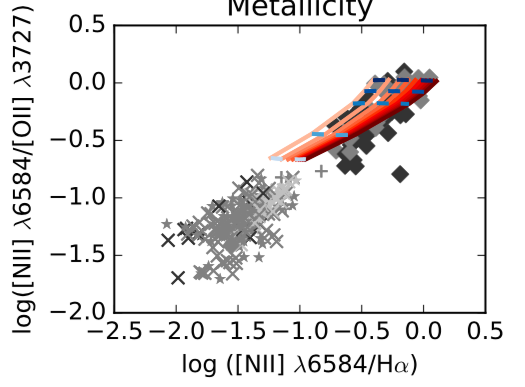 Metallicity
log([NII] λ6584/[OII] λ3727)
0.5
0.0
−0.5
−1.0
−1.5
−2.0
−2.5 −2.0 −1.5 −1.0 −0.5 0.0 0.5
log ([NII] λ6584/Hα)